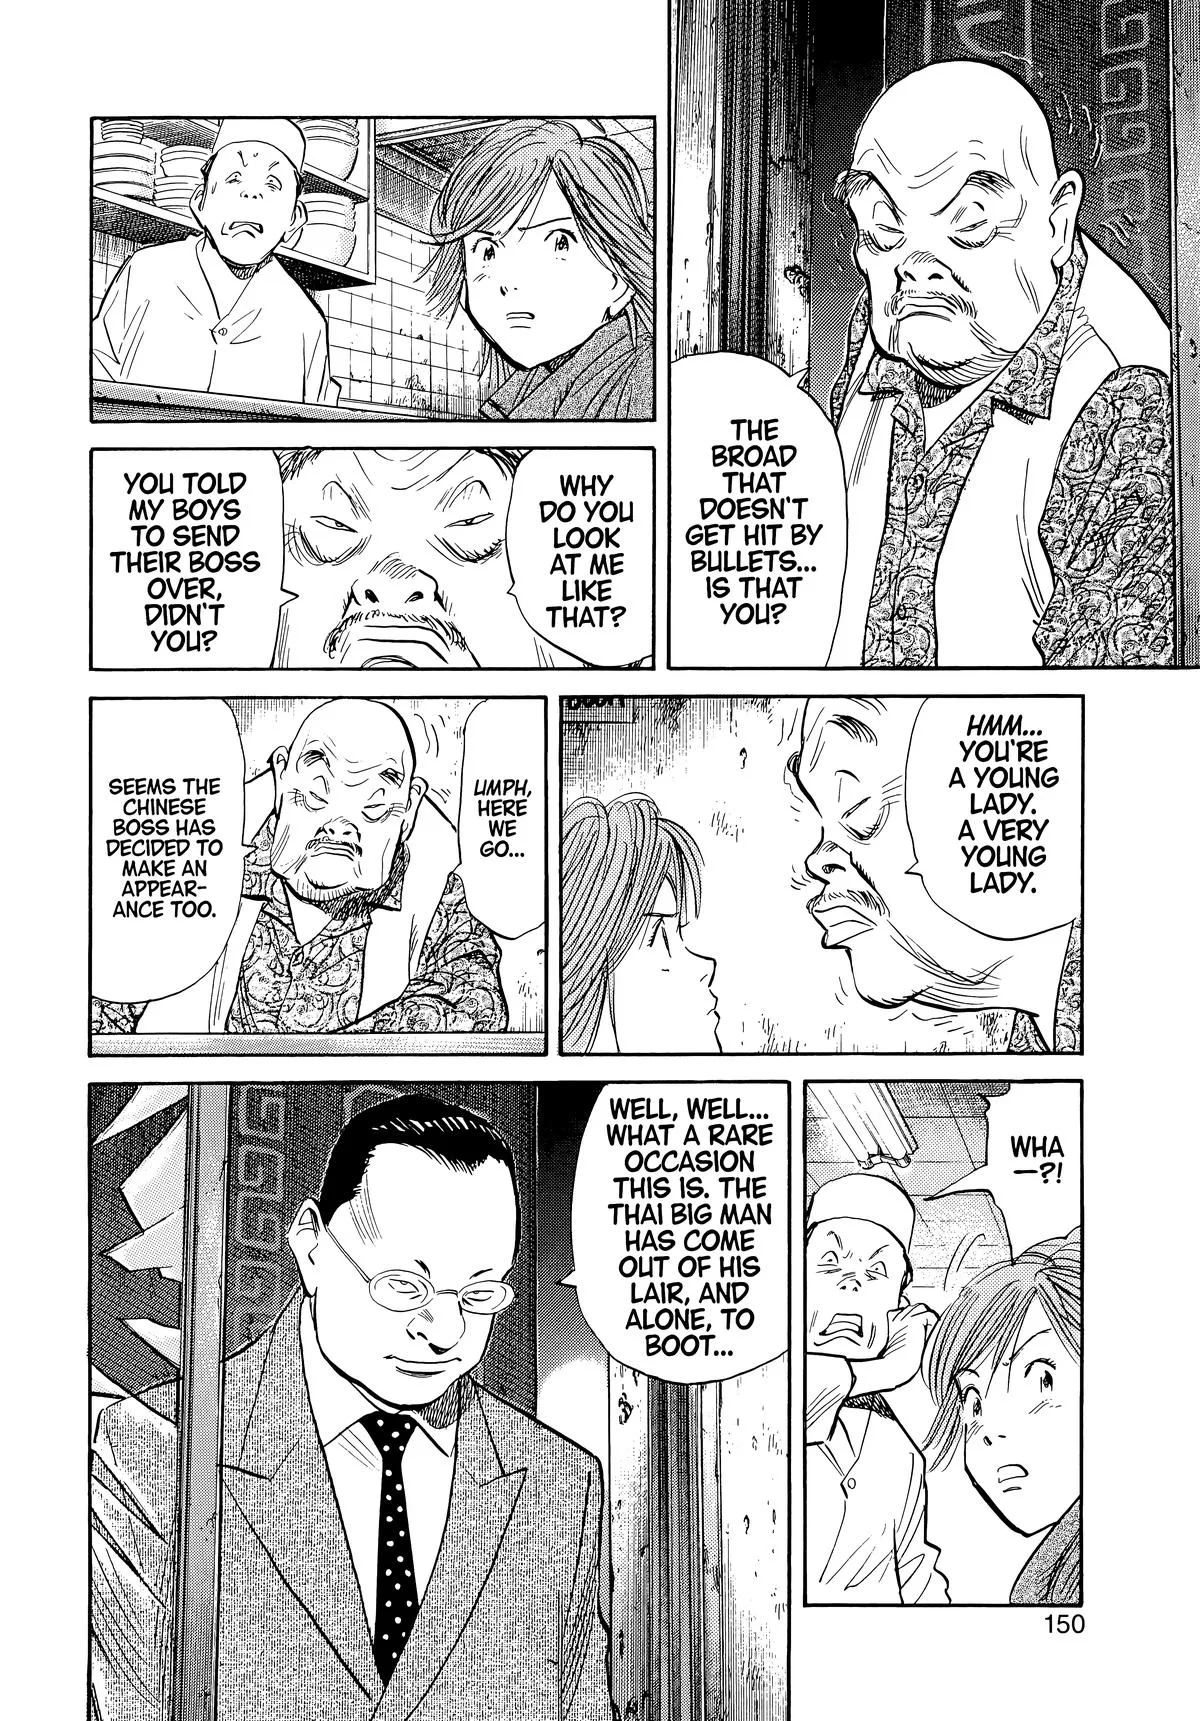 THE
BROAD
THAT
DOESN'T
GET HIT BY
BULLETS...
IS THAT
YOU?
WHY
DO YOU
LOOK
AT ME
LIKE
THAT?
YOU TOLD
MY BOYS
TO SEND
THEIR BOSS
OVER,
DIDN'T
YOU?
HMM...
YOU'RE
A YOUNG
LADY.
A VERY
YOUNG
LADY.
UMPH,
HERE
WE
GO...
SEEMS THE
CHINESE
BOSS HAS
DECIDED TO
MAKE AN
APPEAR-
ANCE TOO.
WHA
—?!
WELL, WELL...
WHAT A RARE
OCCASION
THIS IS. THE
THAI BIG MAN
HAS COME
OUT OF HIS
LAIR, AND
ALONE, TO
BOOT...
150